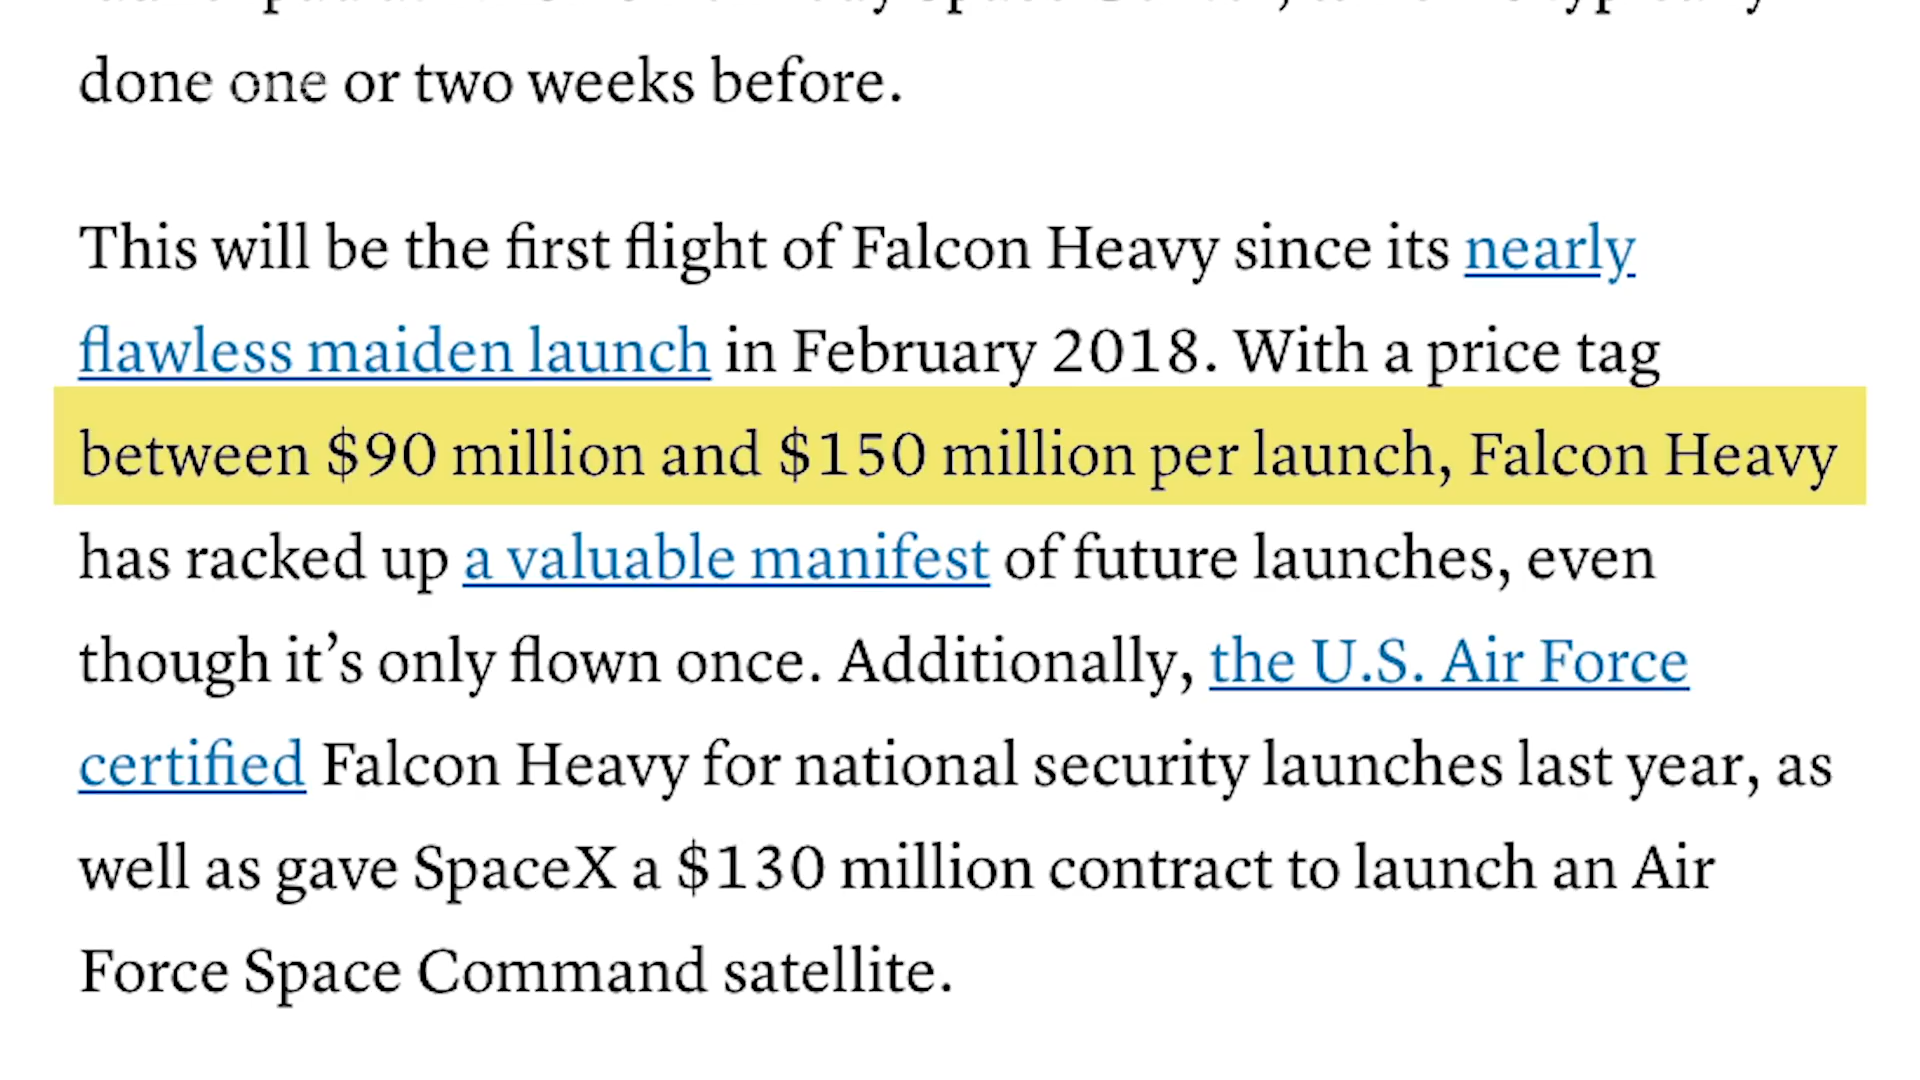 done one or two weeks before.
This will be the first flight of Falcon Heavy since its nearly
flawless maiden launch in February 2018. With a price tag
between $90 million and $150 million per launch, Falcon Heavy
has racked up a valuable manifest of future launches, even
though it’s only flown once. Additionally, the U.S. Air Force
certified Falcon Heavy for national security launches last year, as
well as gave SpaceX a $130 million contract to launch an Air
Force Space Command satellite.